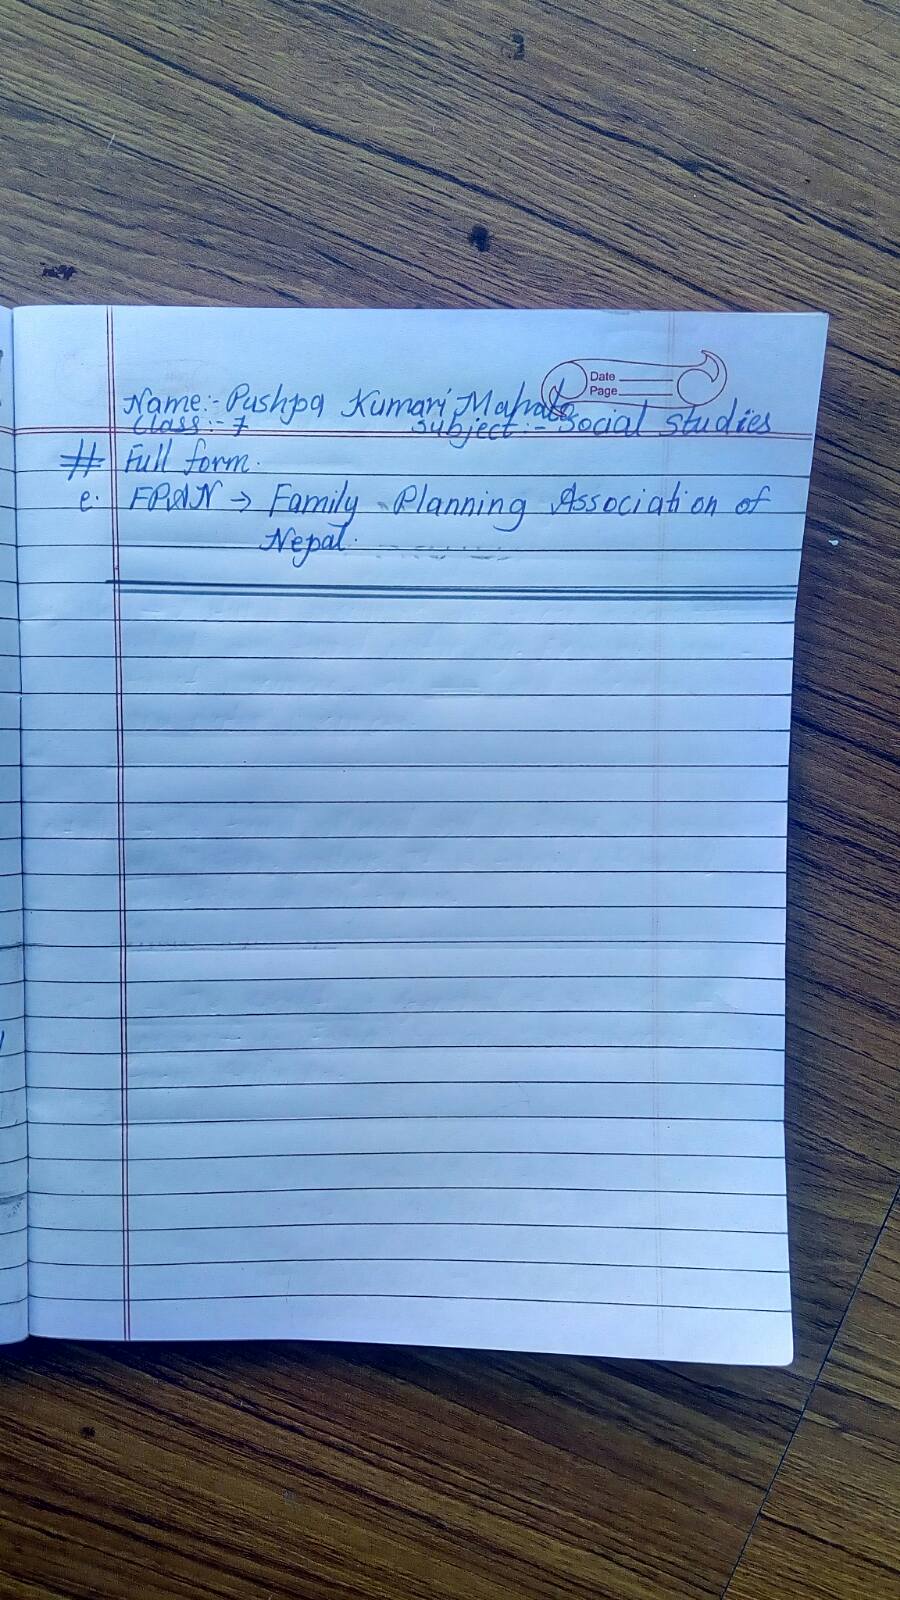 Date
Page
Name:- Pushpa Kumari Mahato
Class:- 7 Subject:- Social Studies
# Full form.
e. FPAN → Family Planning Association of
Nepal.